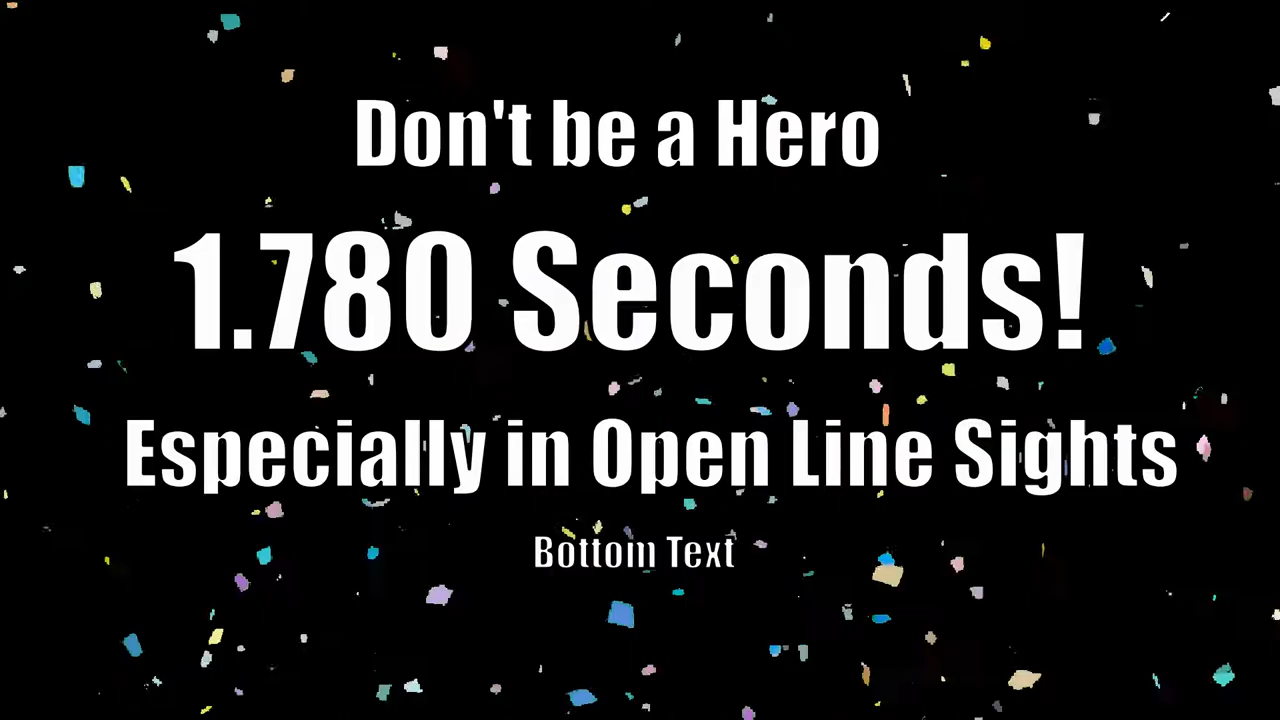 Don't be a Hero
1.780 Seconds!
Especially in Open Line Sights
Bottom Text